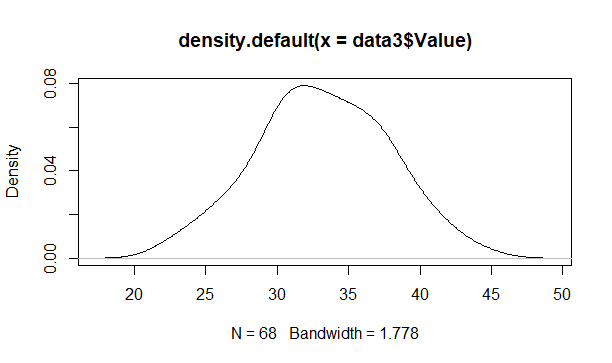 density.default(x = data3$Value)
Density
0.08
0.04
0.00
20 25 30 35 40 45 50
N = 68 Bandwidth = 1.778